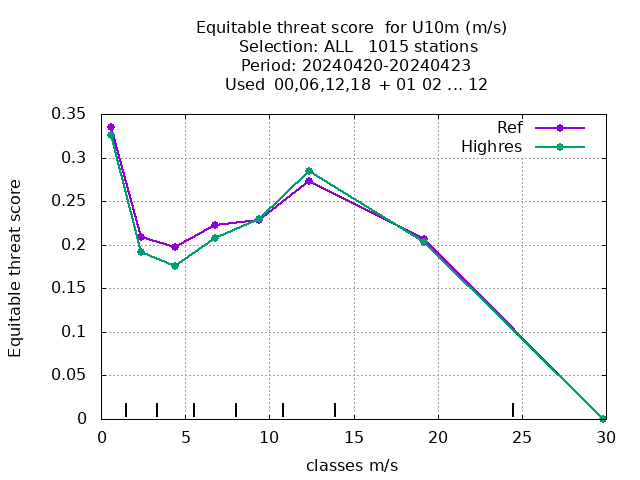 Equitable threat score  for U10m (m/s)
Selection: ALL   1015 stations
Period: 20240420-20240423
Used  00,06,12,18  + 01 02 ... 12
Ref
Highres
Equitable threat score
0.35
0.3
0.25
0.2
0.15
0.1
0.05
0
0 5 10 15 20 25 30
classes m/s